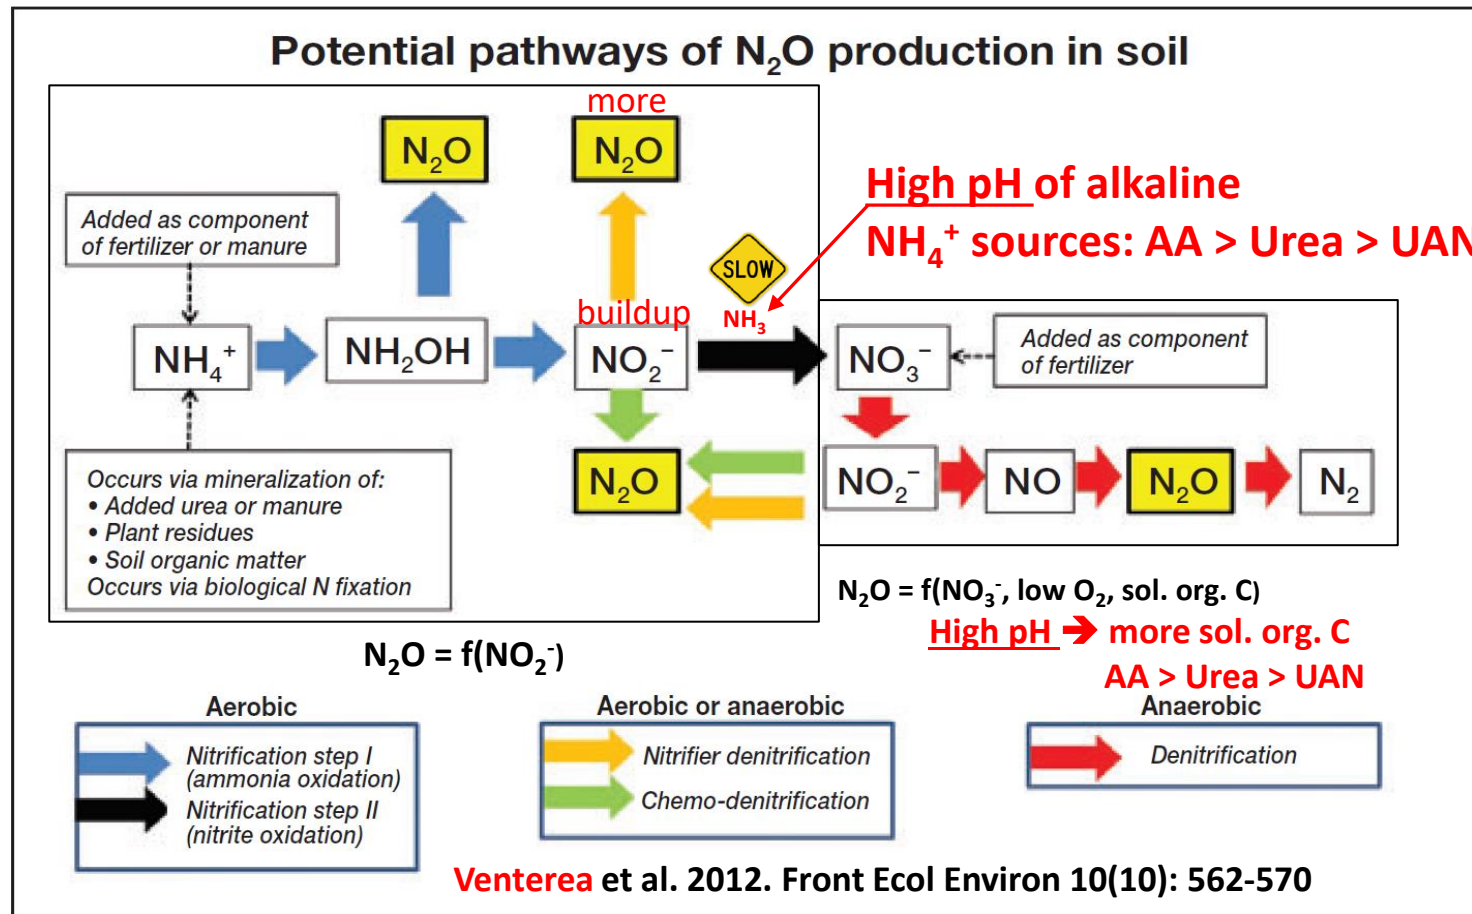 Potential pathways of N₂O production in soil
more
N₂O
N₂O
High pH of alkaline
NH₄⁺ sources: AA > Urea > UAN
Added as component
of fertilizer or manure
SLOW
buildup
NH₃
NH₄⁺
NH₂OH
NO₂⁻
NO₃⁻
Added as component
of fertilizer
Occurs via mineralization of:
• Added urea or manure
• Plant residues
• Soil organic matter
Occurs via biological N fixation
N₂O
NO₂⁻
NO
N₂O
N₂
N₂O = f(NO₃⁻, low O₂, sol. org. C)
High pH ➔ more sol. org. C
AA > Urea > UAN
N₂O = f(NO₂⁻)
Aerobic
Nitrification step I
(ammonia oxidation)
Nitrification step II
(nitrite oxidation)
Aerobic or anaerobic
Nitrifier denitrification
Chemo-denitrification
Anaerobic
Denitrification
Venterea et al. 2012. Front Ecol Environ 10(10): 562-570